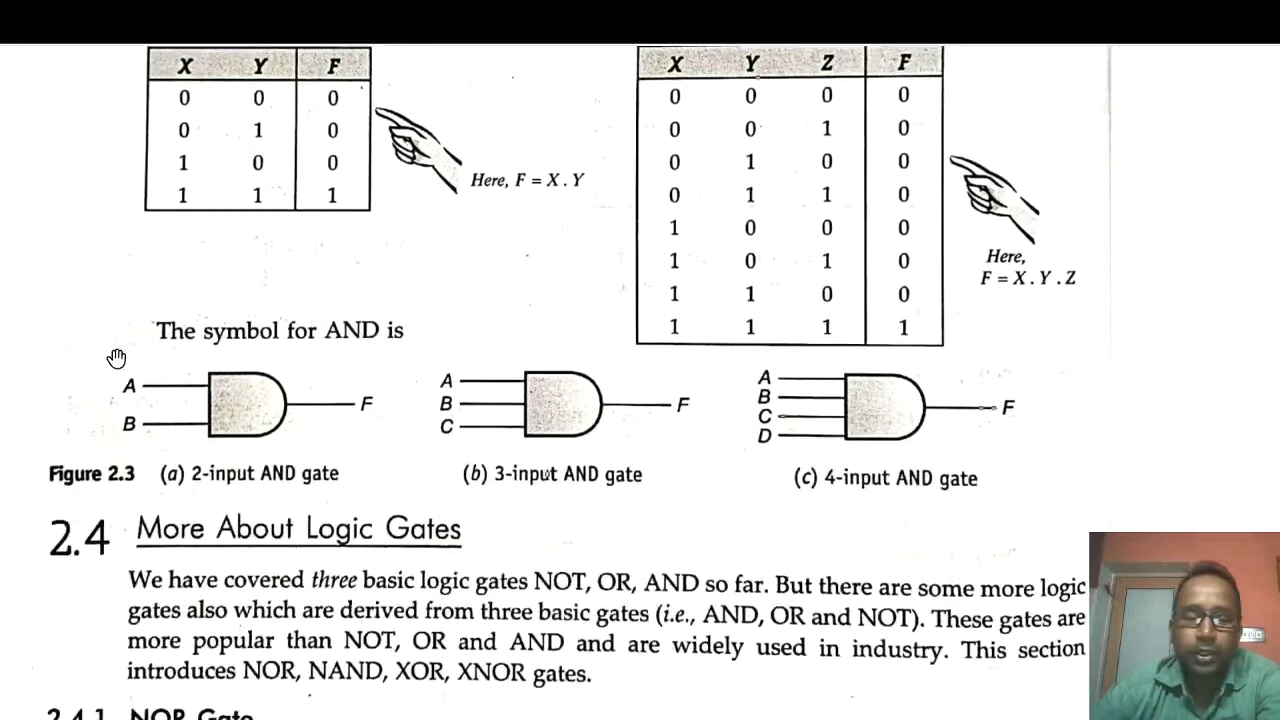 X Y F
0 0 0
0 1 0
1 0 0
1 1 1
Here, F = X . Y
X Y Z F
0 0 0 0
0 0 1 0
0 1 0 0
0 1 1 0
1 0 0 0
1 0 1 0
1 1 0 0
1 1 1 1
Here,
F = X . Y . Z
The symbol for AND is
A
B
F
A
B
C
F
A
B
C
D
F
Figure 2.3 (a) 2-input AND gate
(b) 3-input AND gate
(c) 4-input AND gate
2.4 More About Logic Gates
We have covered three basic logic gates NOT, OR, AND so far. But there are some more logic
gates also which are derived from three basic gates (i.e., AND, OR and NOT). These gates are
more popular than NOT, OR and AND and are widely used in industry. This section
introduces NOR, NAND, XOR, XNOR gates.
2.4.1 NOR Gate